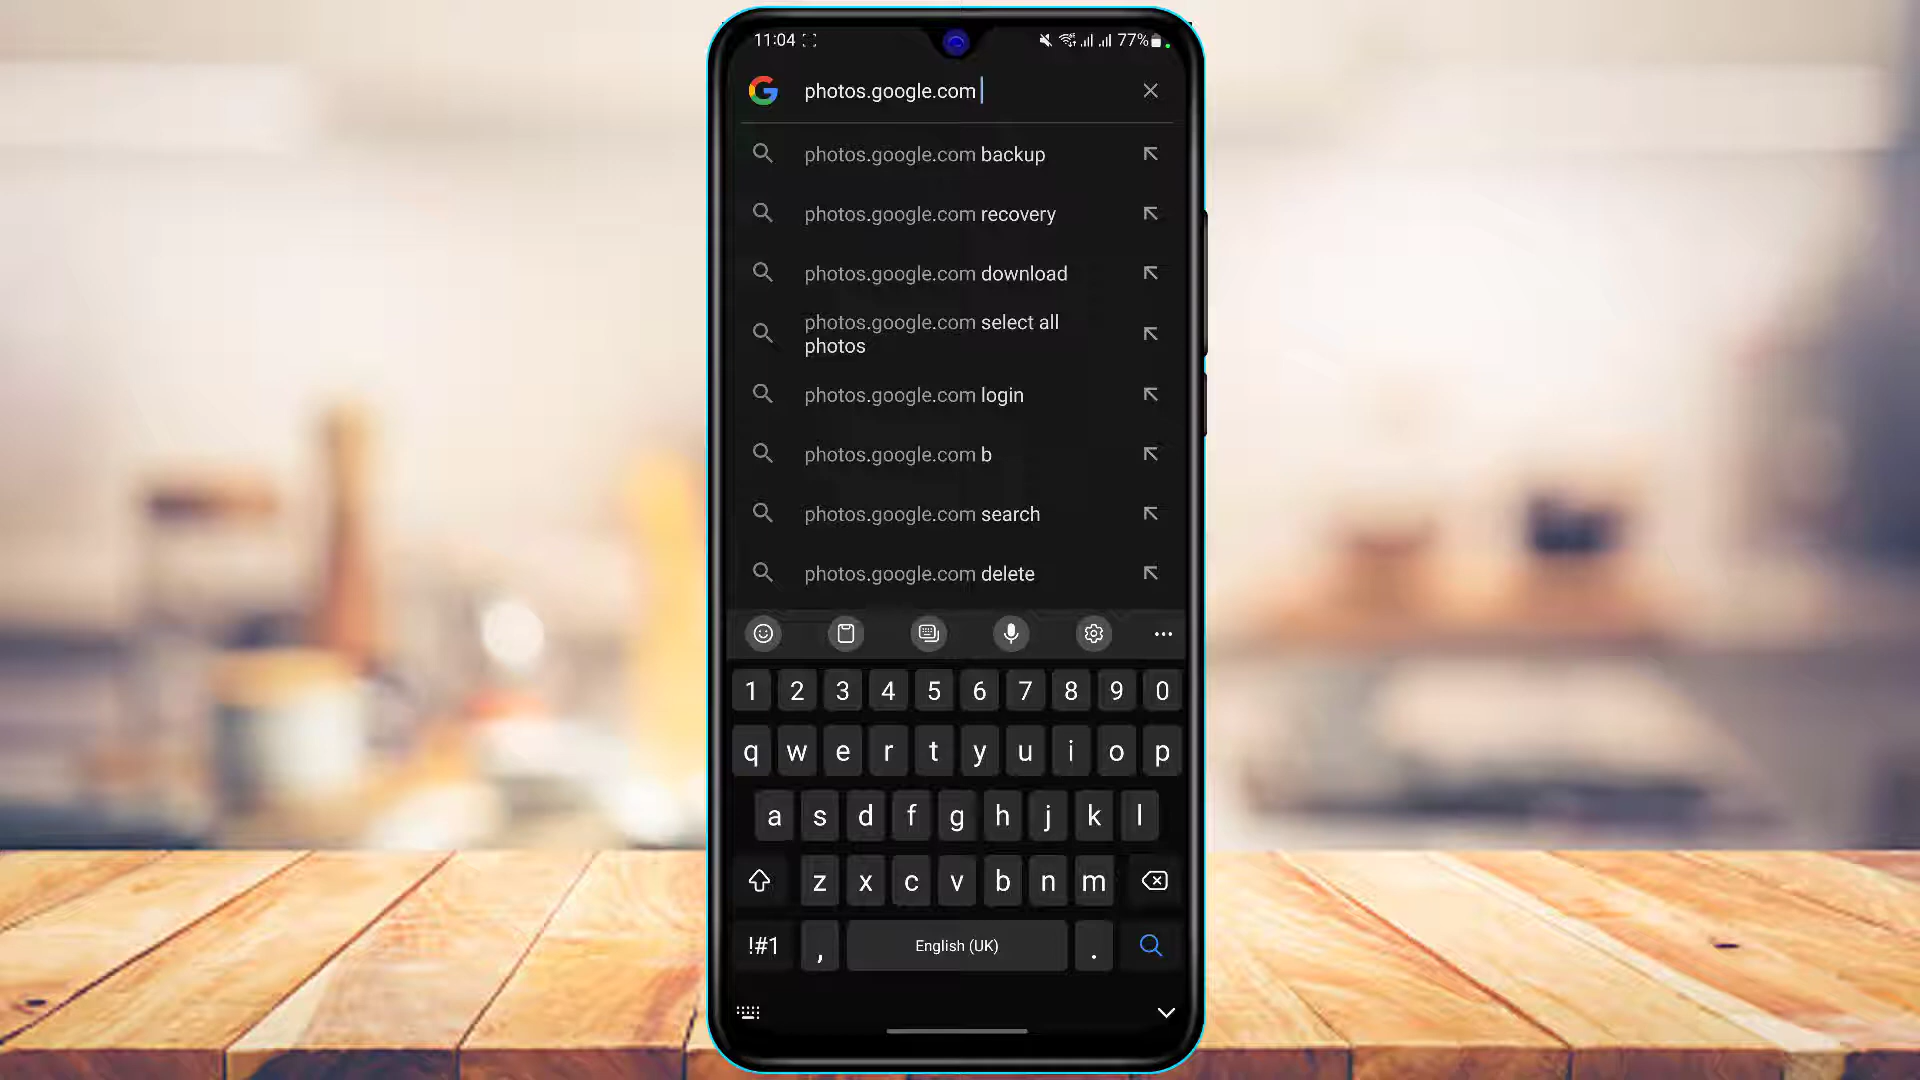 11:04 77%
photos.google.com
photos.google.com backup
photos.google.com recovery
photos.google.com download
photos.google.com select all
photos
photos.google.com login
photos.google.com b
photos.google.com search
photos.google.com delete
1 2 3 4 5 6 7 8 9 0
q w e r t y u i o p
a s d f g h j k l
z x c v b n m
!#1 , English (UK) .